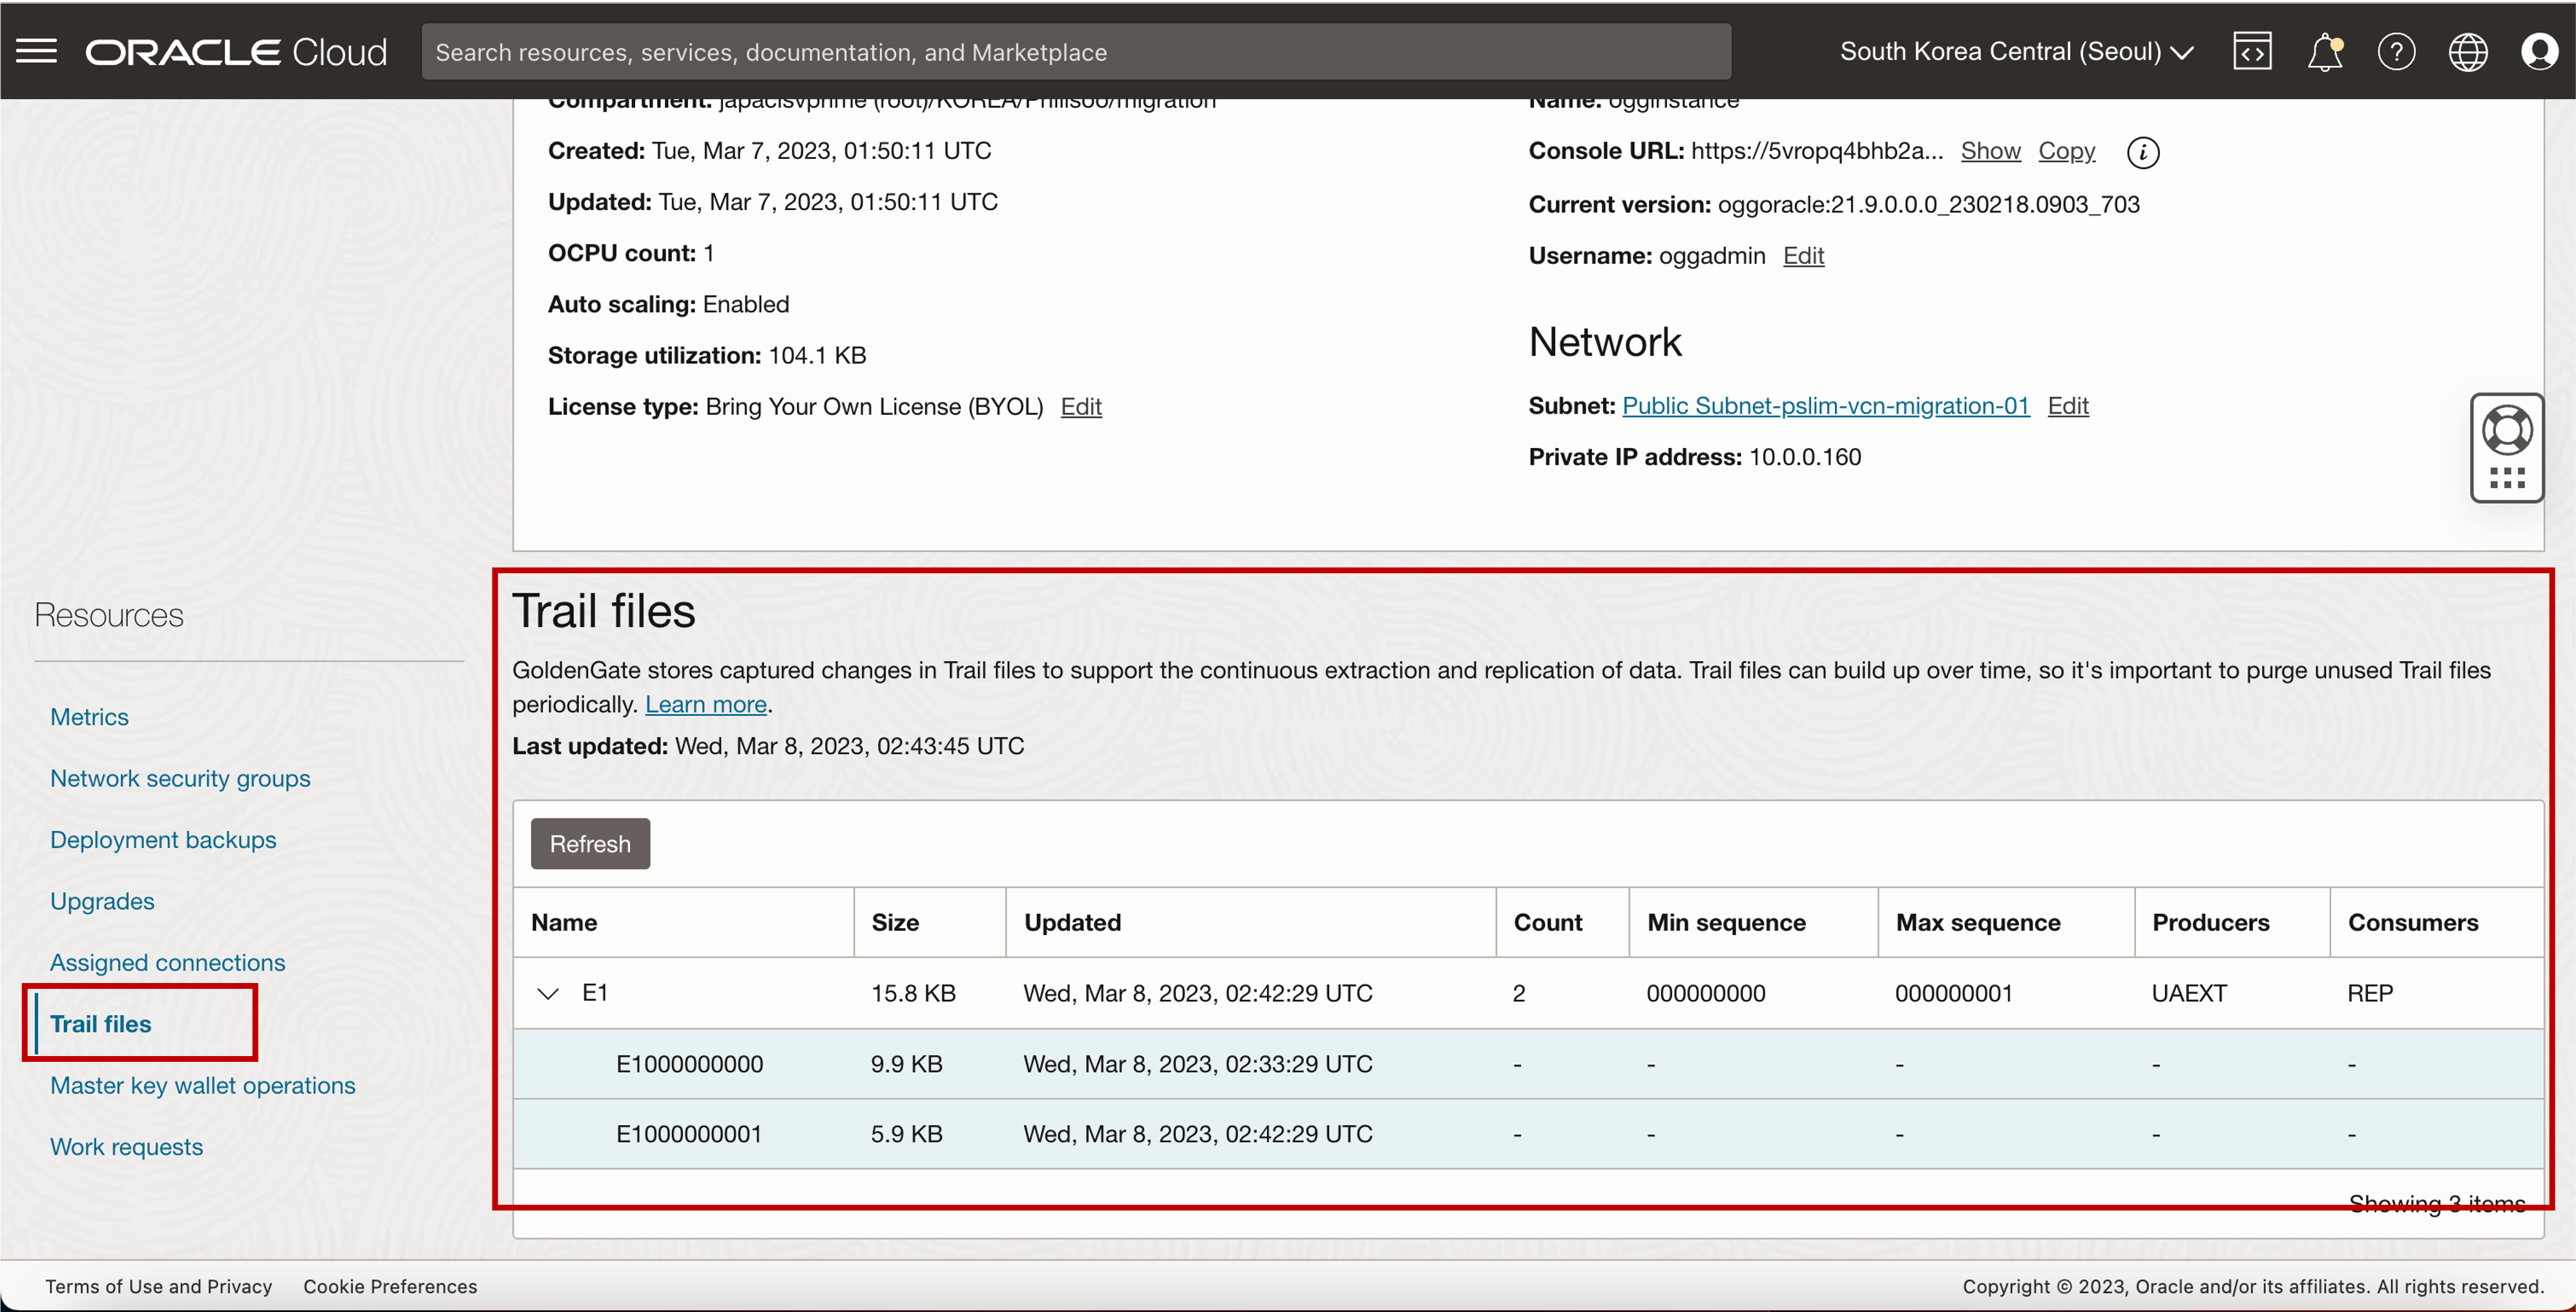 ORACLE Cloud
Search resources, services, documentation, and Marketplace
South Korea Central (Seoul)
Compartment: japacisvprime (root)/KOREA/Philisoo/migration
Created: Tue, Mar 7, 2023, 01:50:11 UTC
Updated: Tue, Mar 7, 2023, 01:50:11 UTC
OCPU count: 1
Auto scaling: Enabled
Storage utilization: 104.1 KB
License type: Bring Your Own License (BYOL) Edit
Name: ogginstance
Console URL: https://5vropq4bhb2a... Show Copy
Current version: oggoracle:21.9.0.0.0_230218.0903_703
Username: oggadmin Edit
Network
Subnet: Public Subnet-pslim-vcn-migration-01 Edit
Private IP address: 10.0.0.160
Resources
Metrics
Network security groups
Deployment backups
Upgrades
Assigned connections
Trail files
Master key wallet operations
Work requests
Trail files
GoldenGate stores captured changes in Trail files to support the continuous extraction and replication of data. Trail files can build up over time, so it's important to purge unused Trail files
periodically. Learn more.
Last updated: Wed, Mar 8, 2023, 02:43:45 UTC
Refresh
Name Size Updated Count Min sequence Max sequence Producers Consumers
E1 15.8 KB Wed, Mar 8, 2023, 02:42:29 UTC 2 000000000 000000001 UAEXT REP
E1000000000 9.9 KB Wed, Mar 8, 2023, 02:33:29 UTC - - - - -
E1000000001 5.9 KB Wed, Mar 8, 2023, 02:42:29 UTC - - - - -
Showing 3 items
Terms of Use and Privacy Cookie Preferences
Copyright © 2023, Oracle and/or its affiliates. All rights reserved.